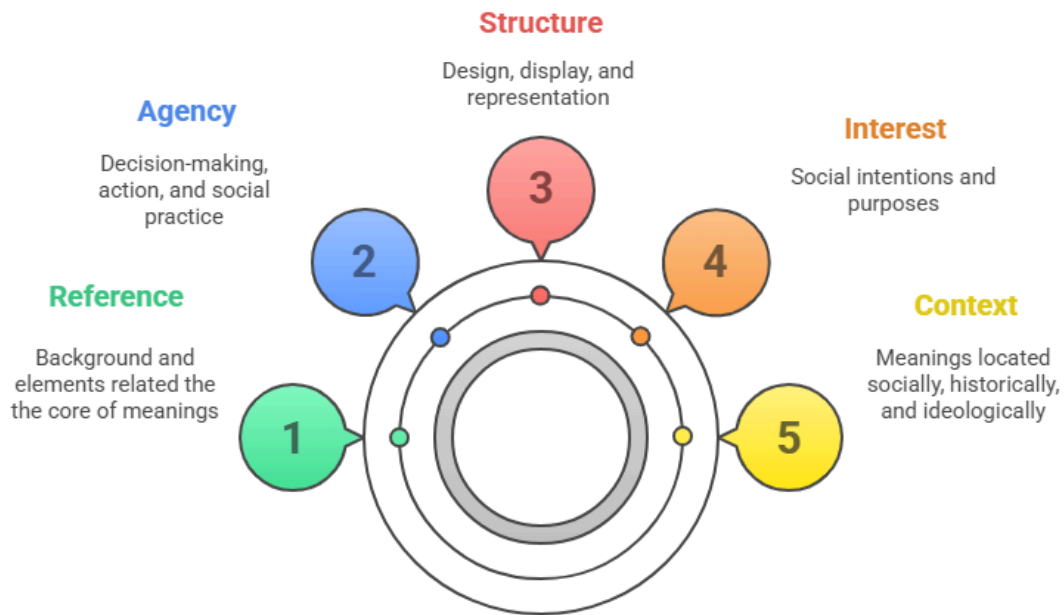 Structure
Design, display, and
representation
Agency
Decision-making,
action, and social
practice
Interest
Social intentions and
purposes
Reference
Background and
elements related the
the core of meanings
Context
Meanings located
socially, historically,
and ideologically
1
2
3
4
5